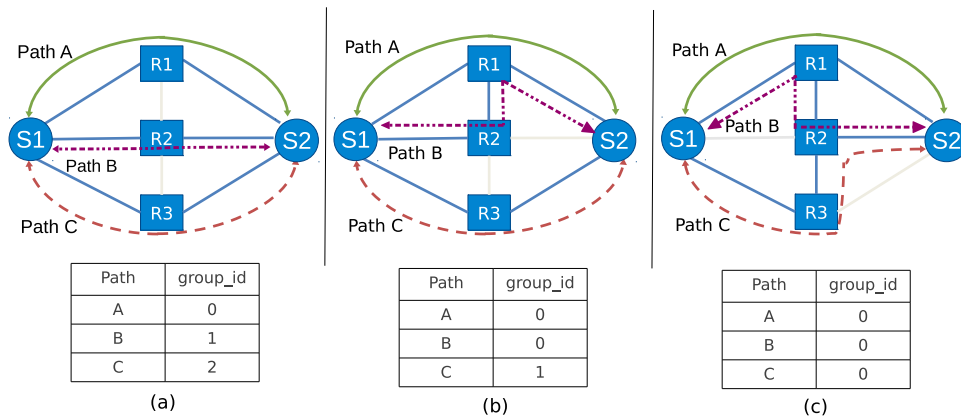 Path A
R1
S1
R2
S2
Path B
R3
Path C
Path group_id
A 0
B 1
C 2
(a)
Path A
R1
S1
R2
S2
Path B
R3
Path C
Path group_id
A 0
B 0
C 1
(b)
Path A
R1
S1
Path B
R2
S2
R3
Path C
Path group_id
A 0
B 0
C 0
(c)